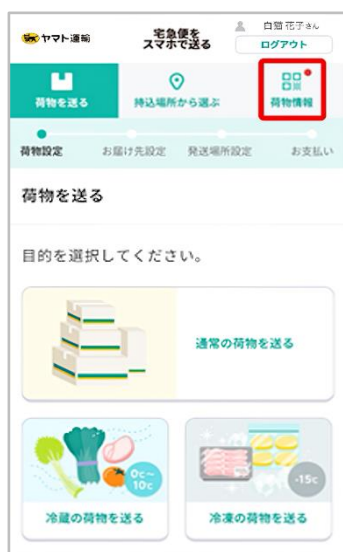 ヤマト運輸
宅急便を
スマホで送る
白猫 花子さん
ログアウト
荷物を送る
持込場所から選ぶ
荷物情報
荷物設定
お届け先設定
発送場所設定
お支払い
荷物を送る
目的を選択してください。
通常の荷物を送る
0℃〜
10℃
冷蔵の荷物を送る
-15℃
冷凍の荷物を送る